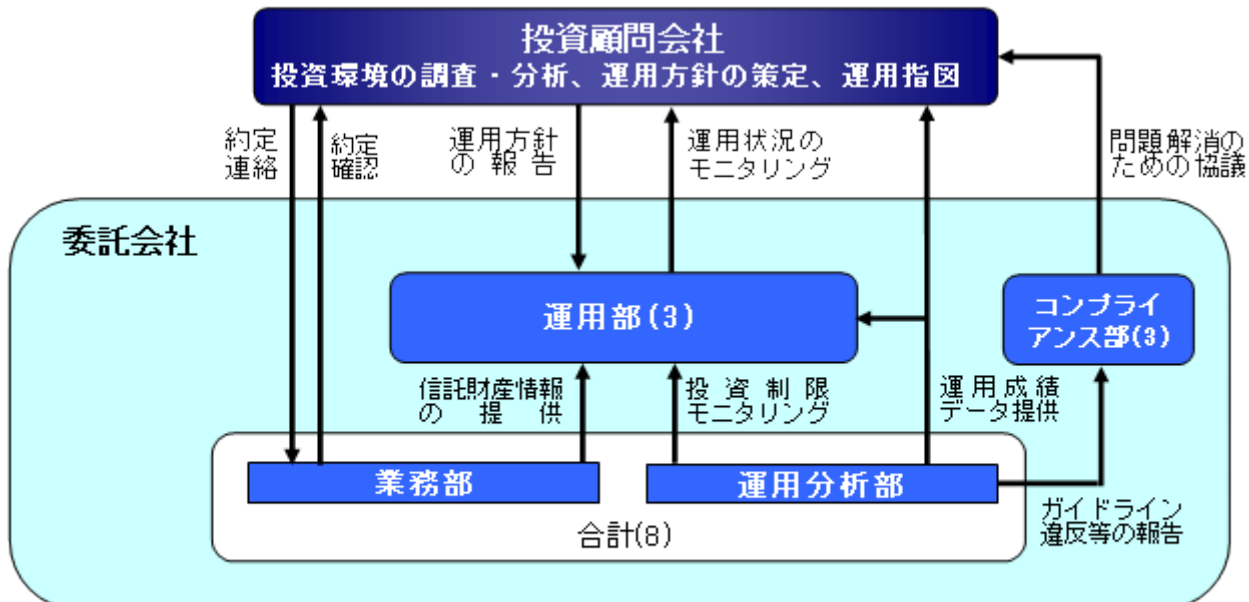 投資顧問会社
投資環境の調査・分析、運用方針の策定、運用指図
約定
連絡
約定
確認
運用方針
の報告
運用状況の
モニタリング
問題解消の
ための協議
委託会社
運用部(3)
コンプライ
アンス部(3)
信託財産情報
の提供
投資制限
モニタリング
運用成績
データ提供
業務部
運用分析部
合計(8)
ガイドライン
違反等の報告